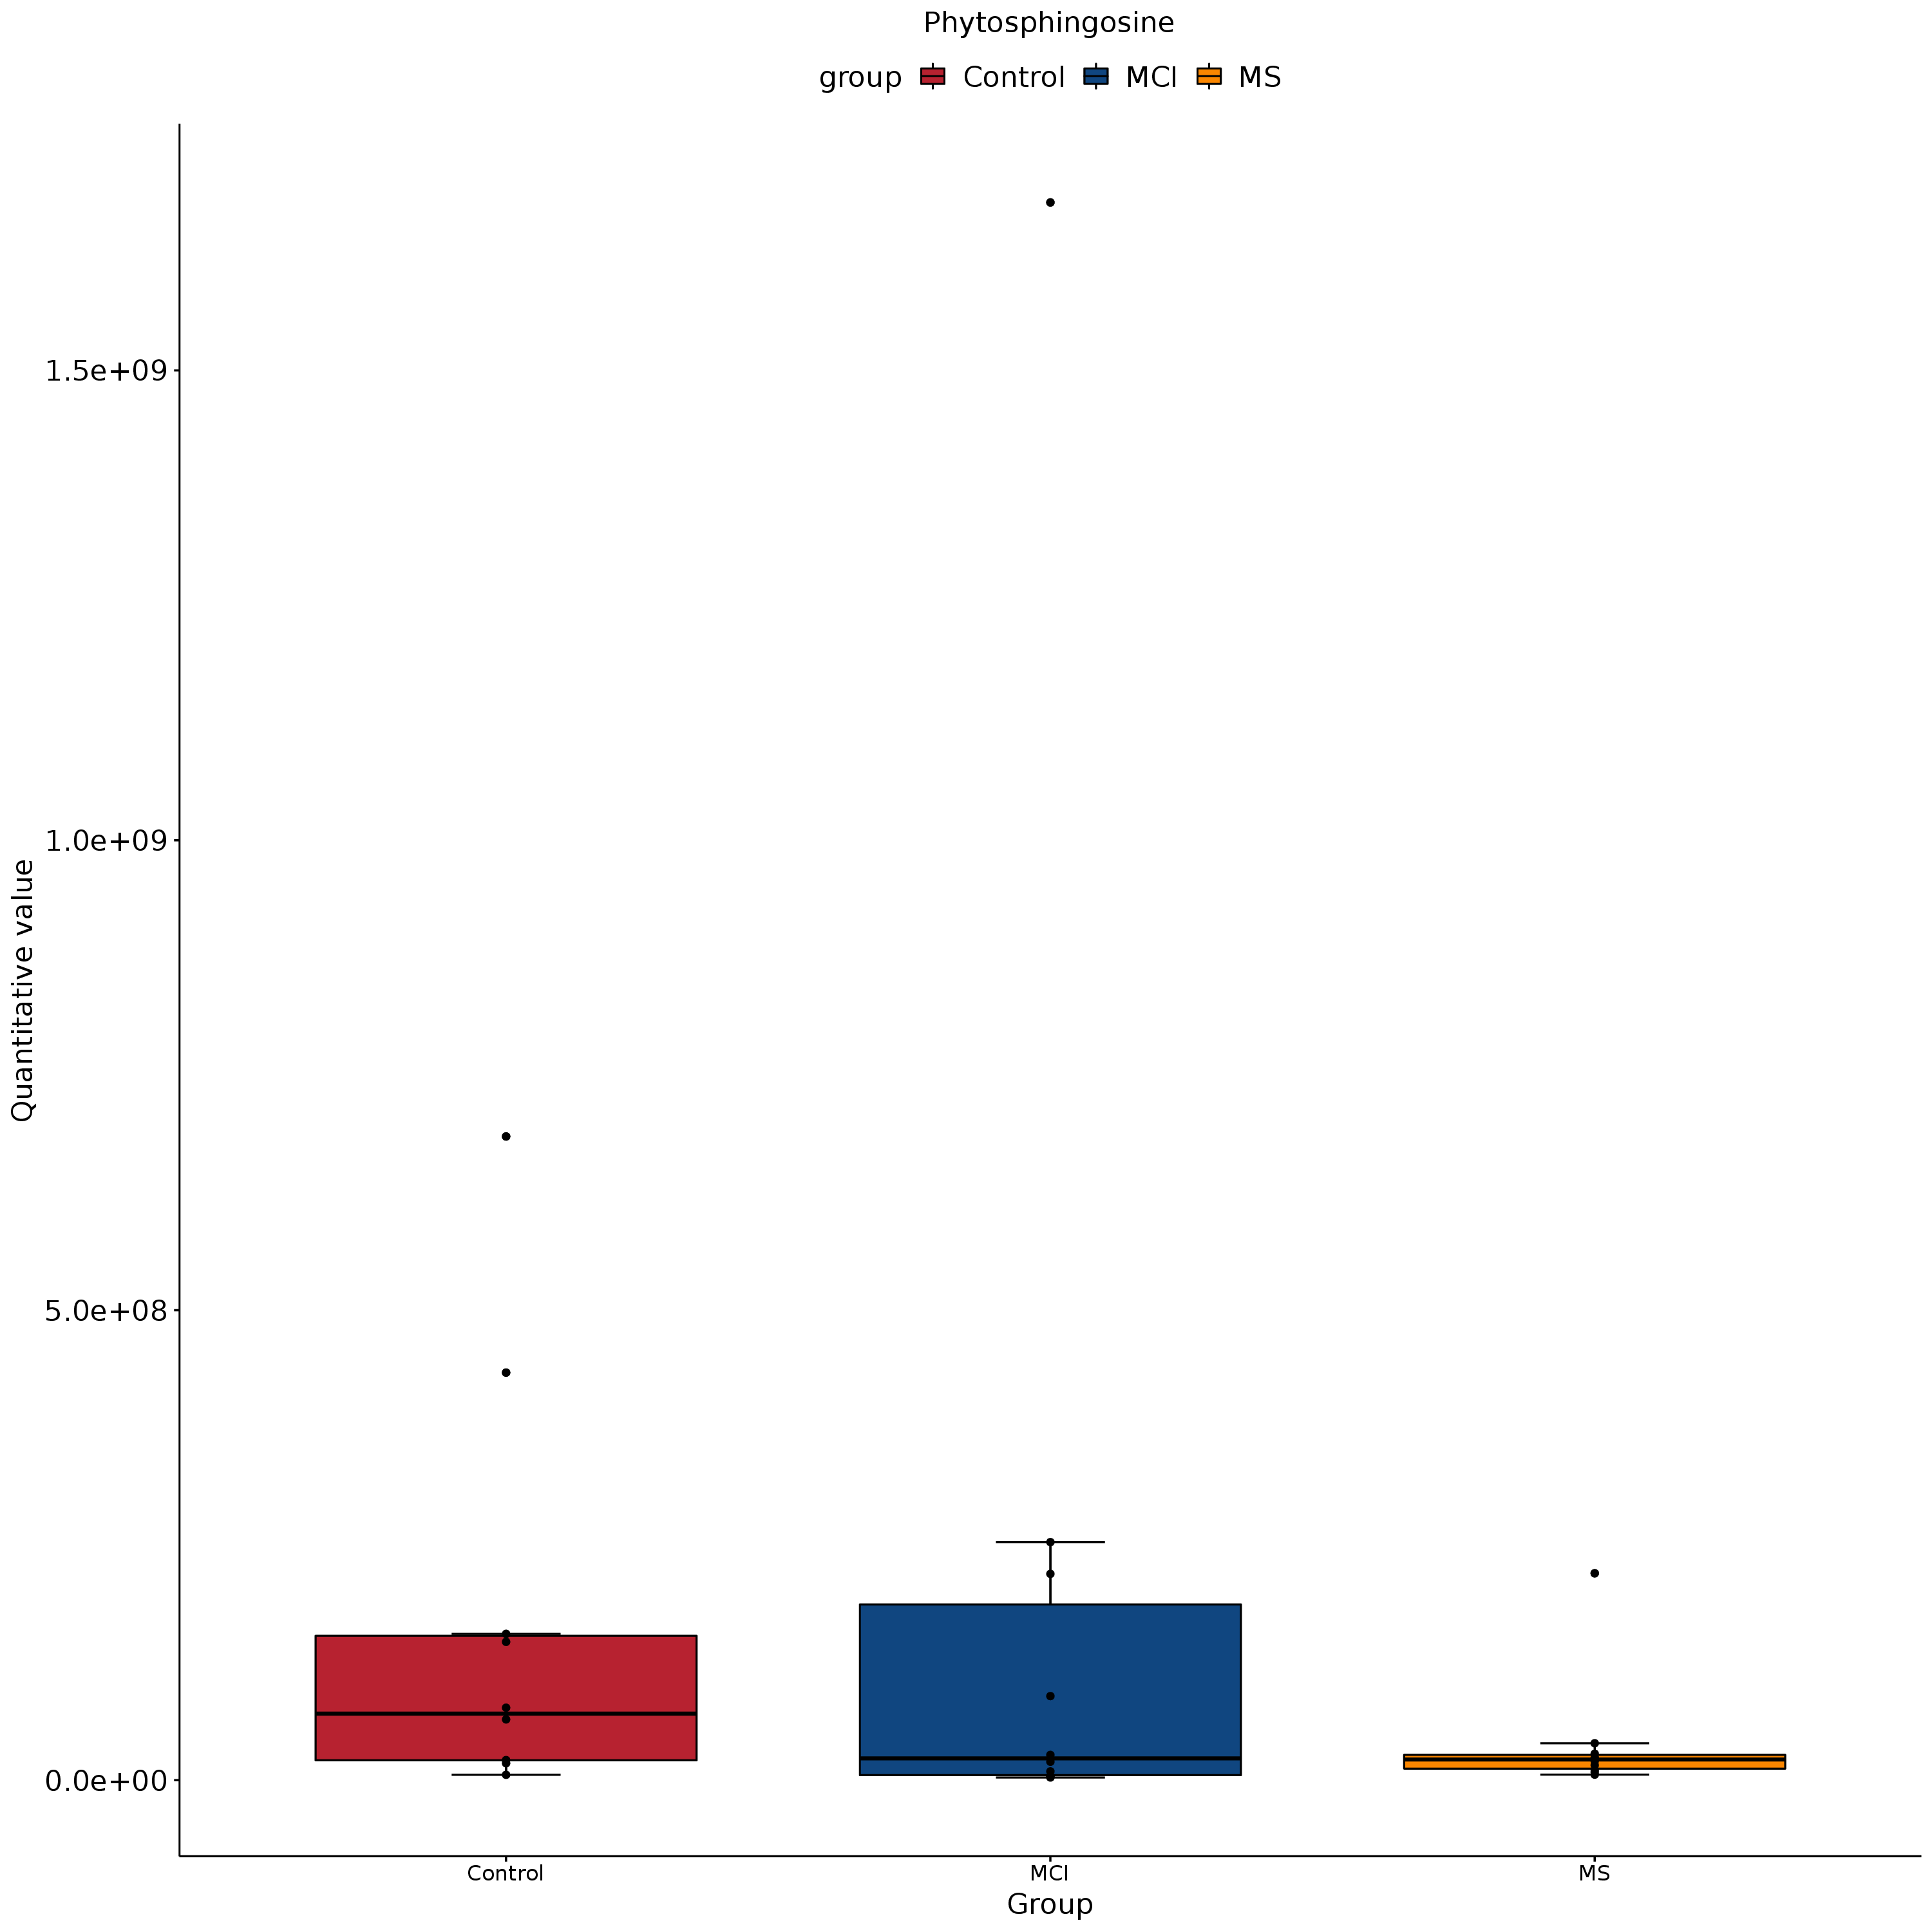 Phytosphingosine
group Control MCI MS
Quantitative value
1.5e+09
1.0e+09
5.0e+08
0.0e+00
Control MCI MS
Group